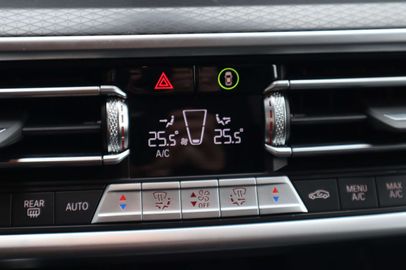 25.5° 25.5°
A/C
REAR AUTO OFF MENU A/C MAX A/C